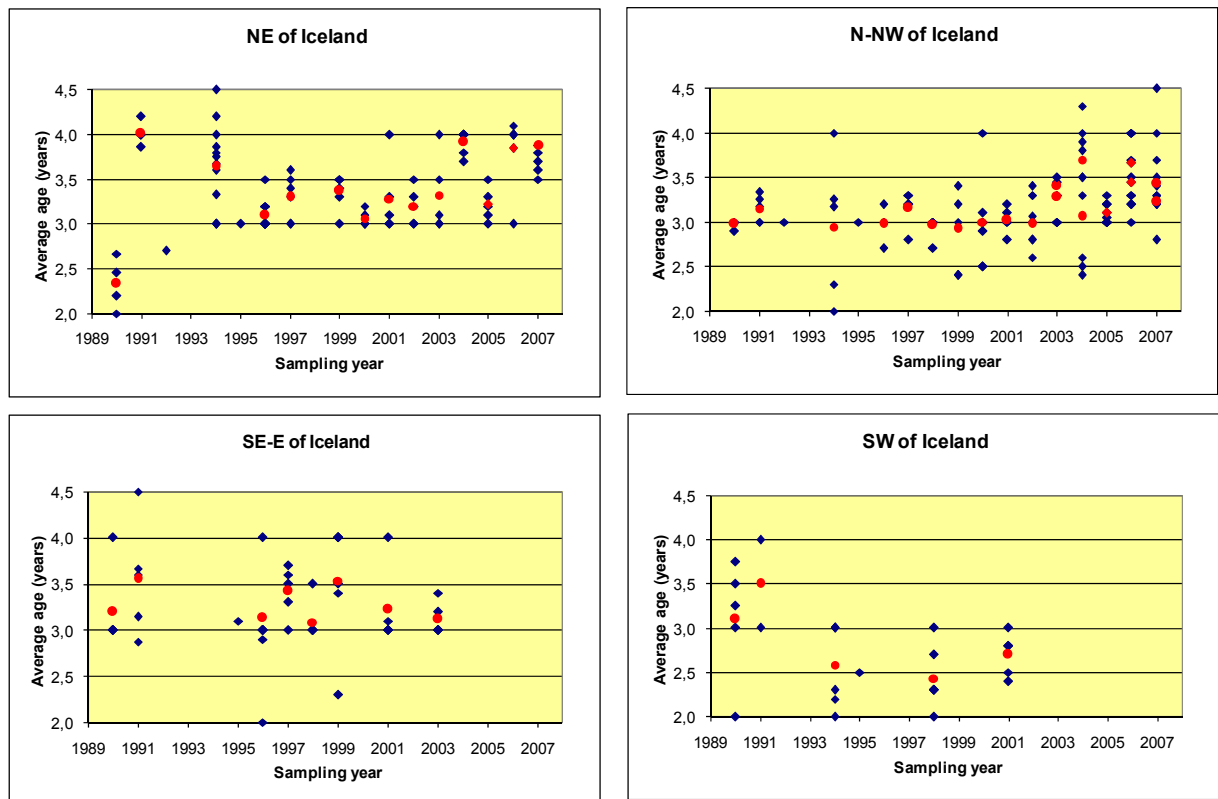 NE of Iceland
Average age (years)
4,5
4,0
3,5
3,0
2,5
2,0
1989 1991 1993 1995 1997 1999 2001 2003 2005 2007
Sampling year
N-NW of Iceland
Average age (years)
4,5
4,0
3,5
3,0
2,5
2,0
1989 1991 1993 1995 1997 1999 2001 2003 2005 2007
Sampling year
SE-E of Iceland
Average age (years)
4,5
4,0
3,5
3,0
2,5
2,0
1989 1991 1993 1995 1997 1999 2001 2003 2005 2007
Sampling year
SW of Iceland
Average age (years)
4,5
4,0
3,5
3,0
2,5
2,0
1989 1991 1993 1995 1997 1999 2001 2003 2005 2007
Sampling year